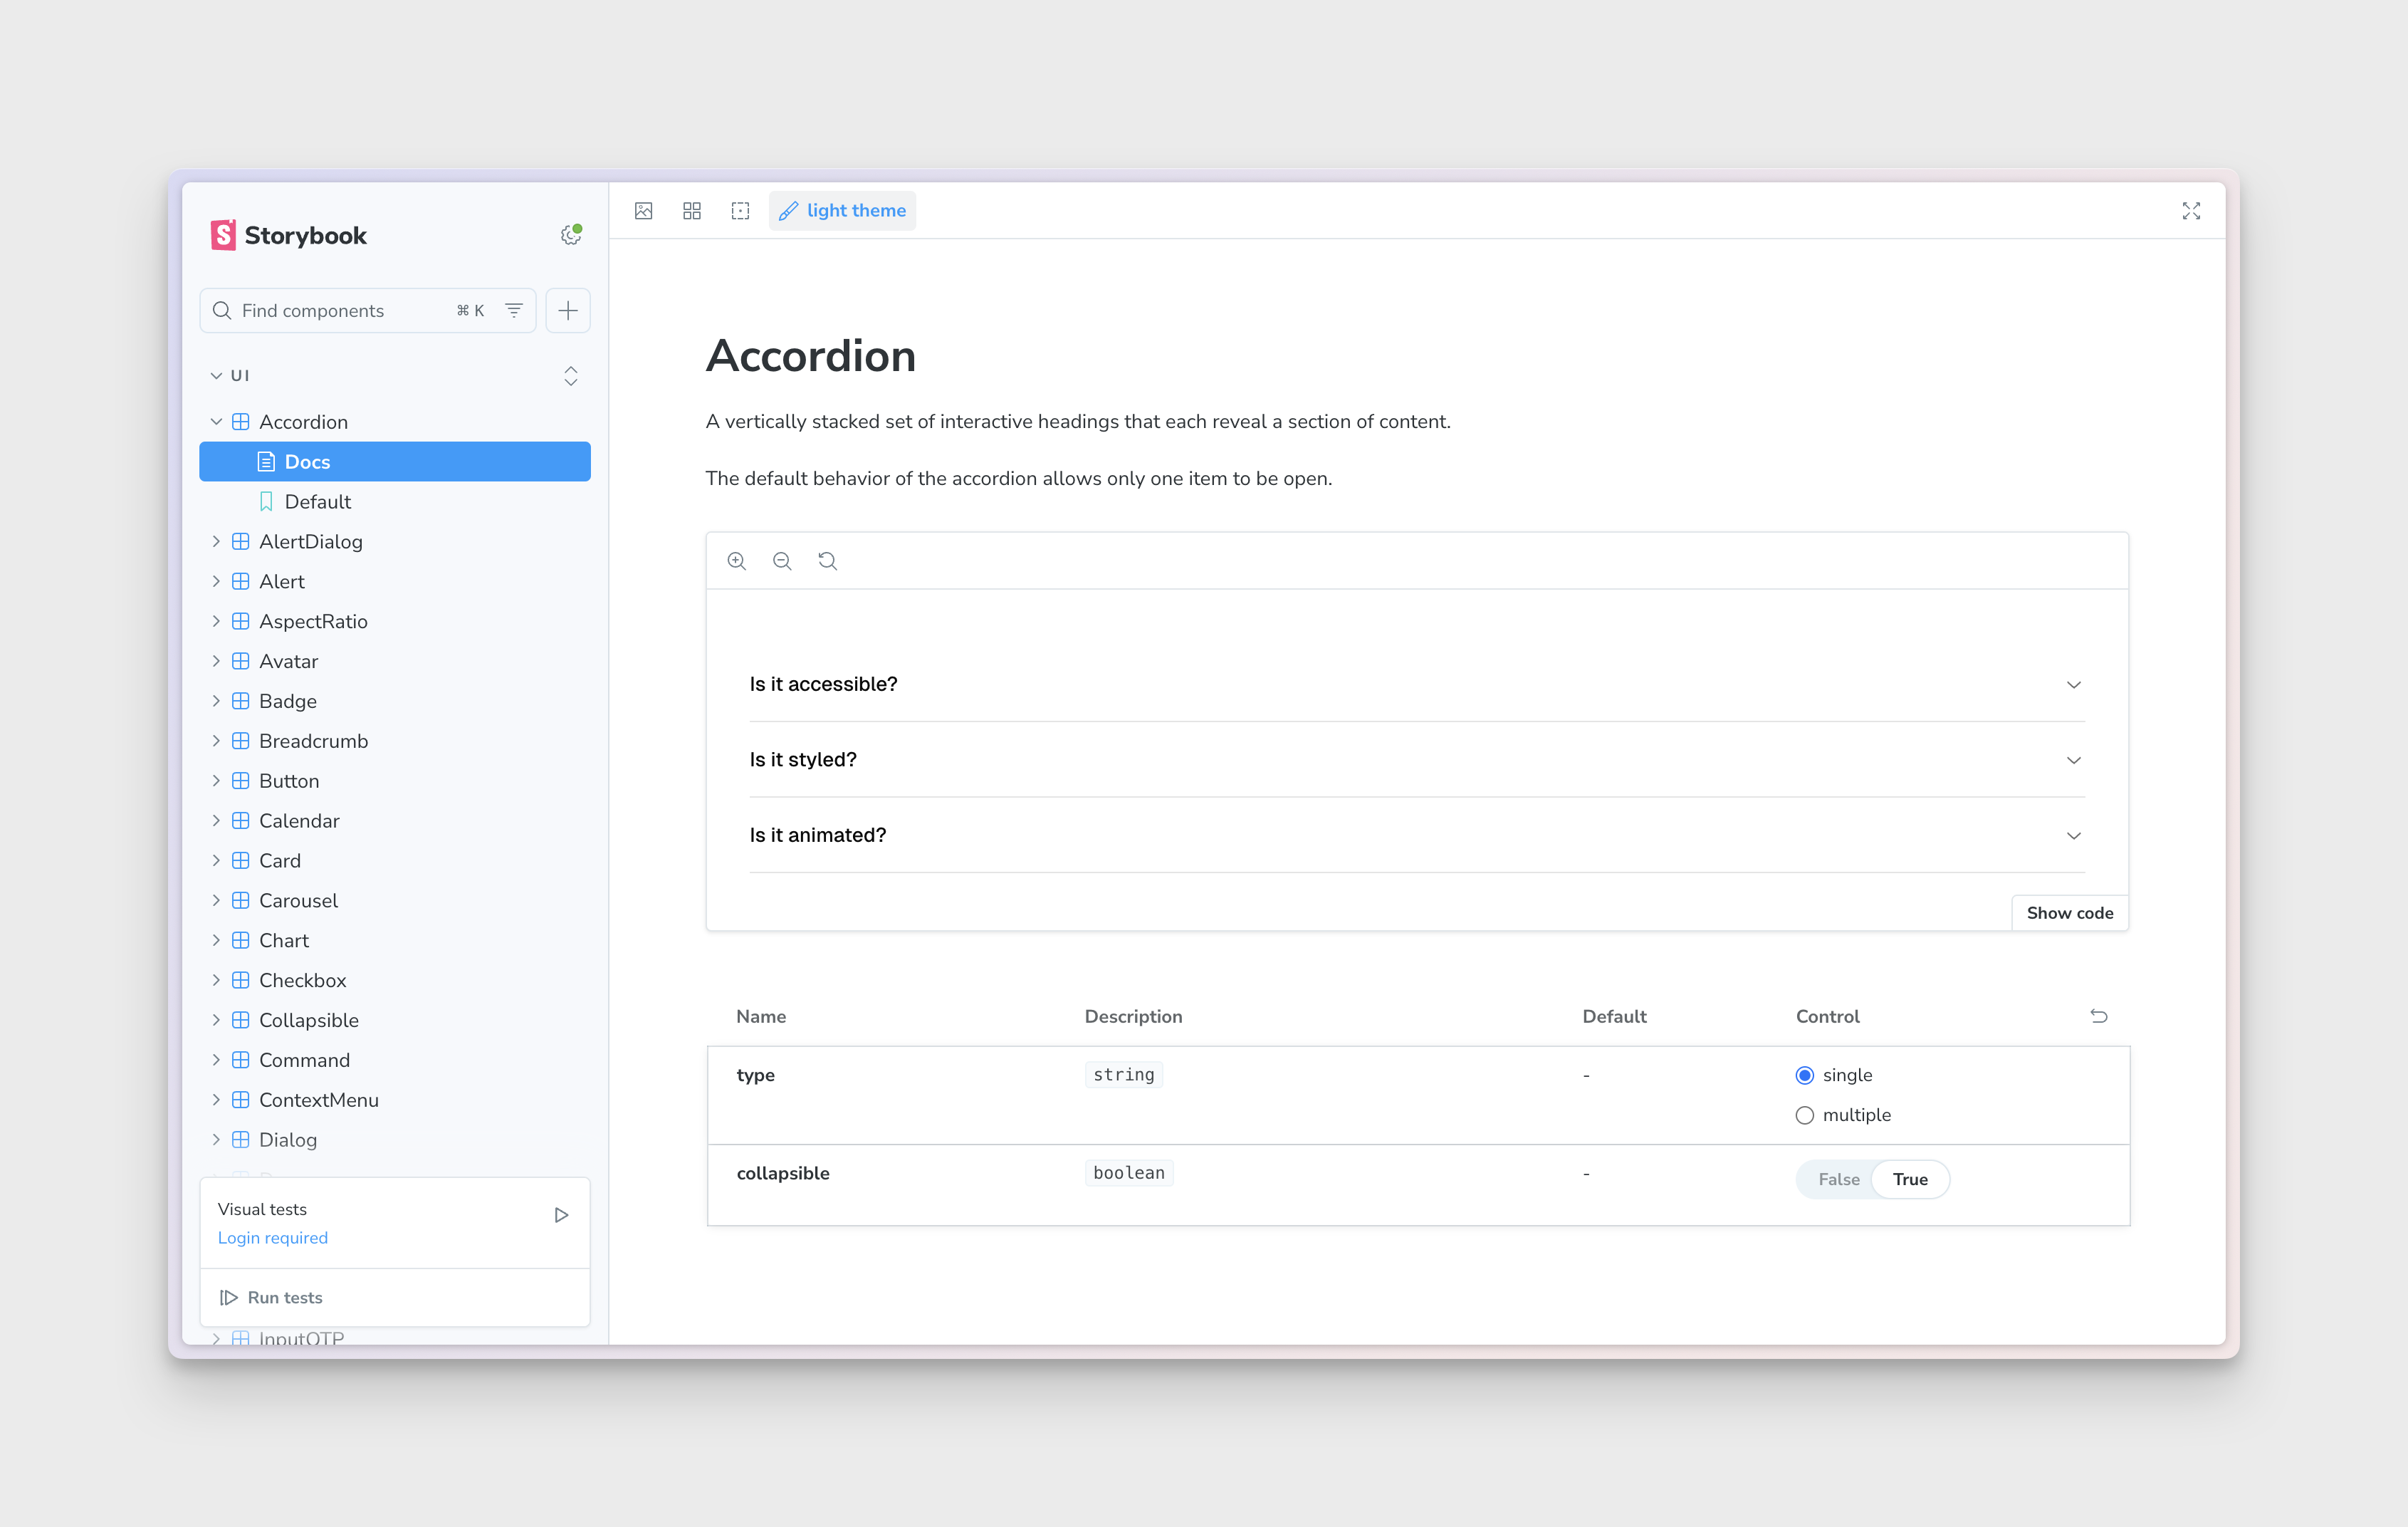 Storybook
Find components
⌘ K
UI
Accordion
Docs
Default
AlertDialog
Alert
AspectRatio
Avatar
Badge
Breadcrumb
Button
Calendar
Card
Carousel
Chart
Checkbox
Collapsible
Command
ContextMenu
Dialog
Visual tests
Login required
Run tests
InputOTP
light theme
Accordion
A vertically stacked set of interactive headings that each reveal a section of content.
The default behavior of the accordion allows only one item to be open.
Is it accessible?
Is it styled?
Is it animated?
Show code
Name Description Default Control
type string - single
multiple
collapsible boolean - False True